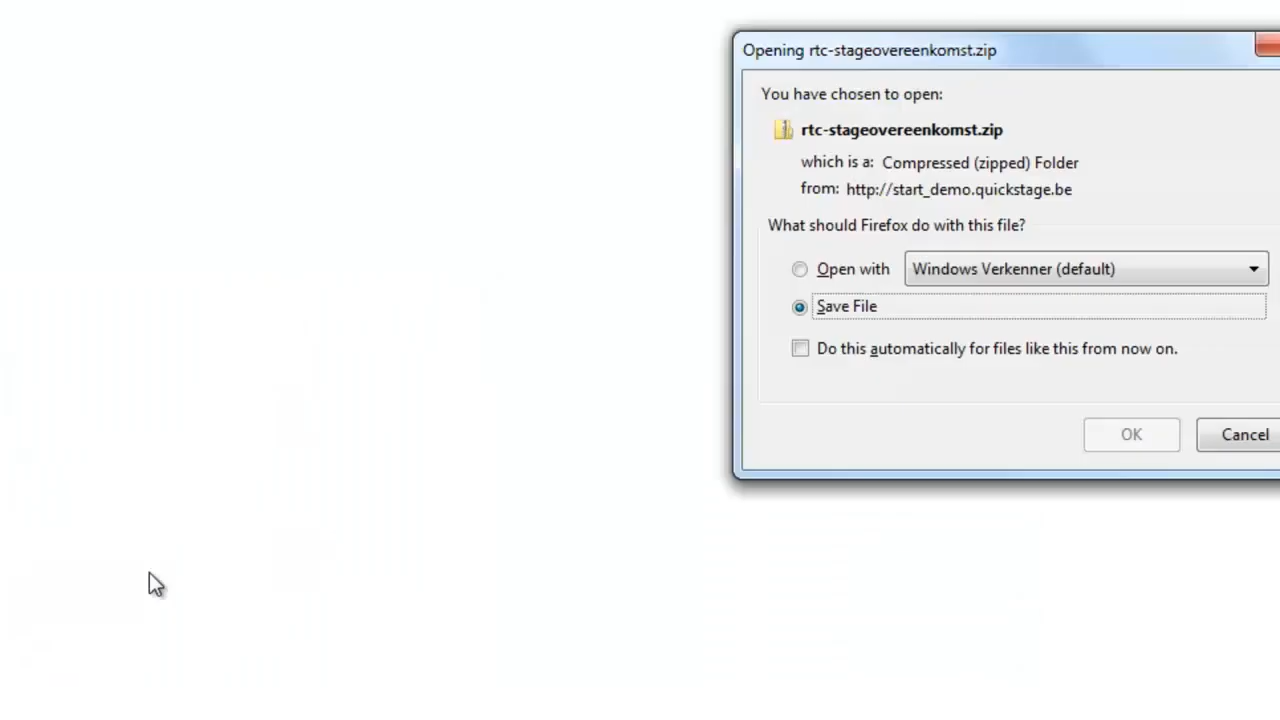 Opening rtc-stageovereenkomst.zip
You have chosen to open:
rtc-stageovereenkomst.zip
which is a: Compressed (zipped) Folder
from: http://start_demo.quickstage.be
What should Firefox do with this file?
Open with Windows Verkenner (default)
Save File
Do this automatically for files like this from now on.
OK Cancel